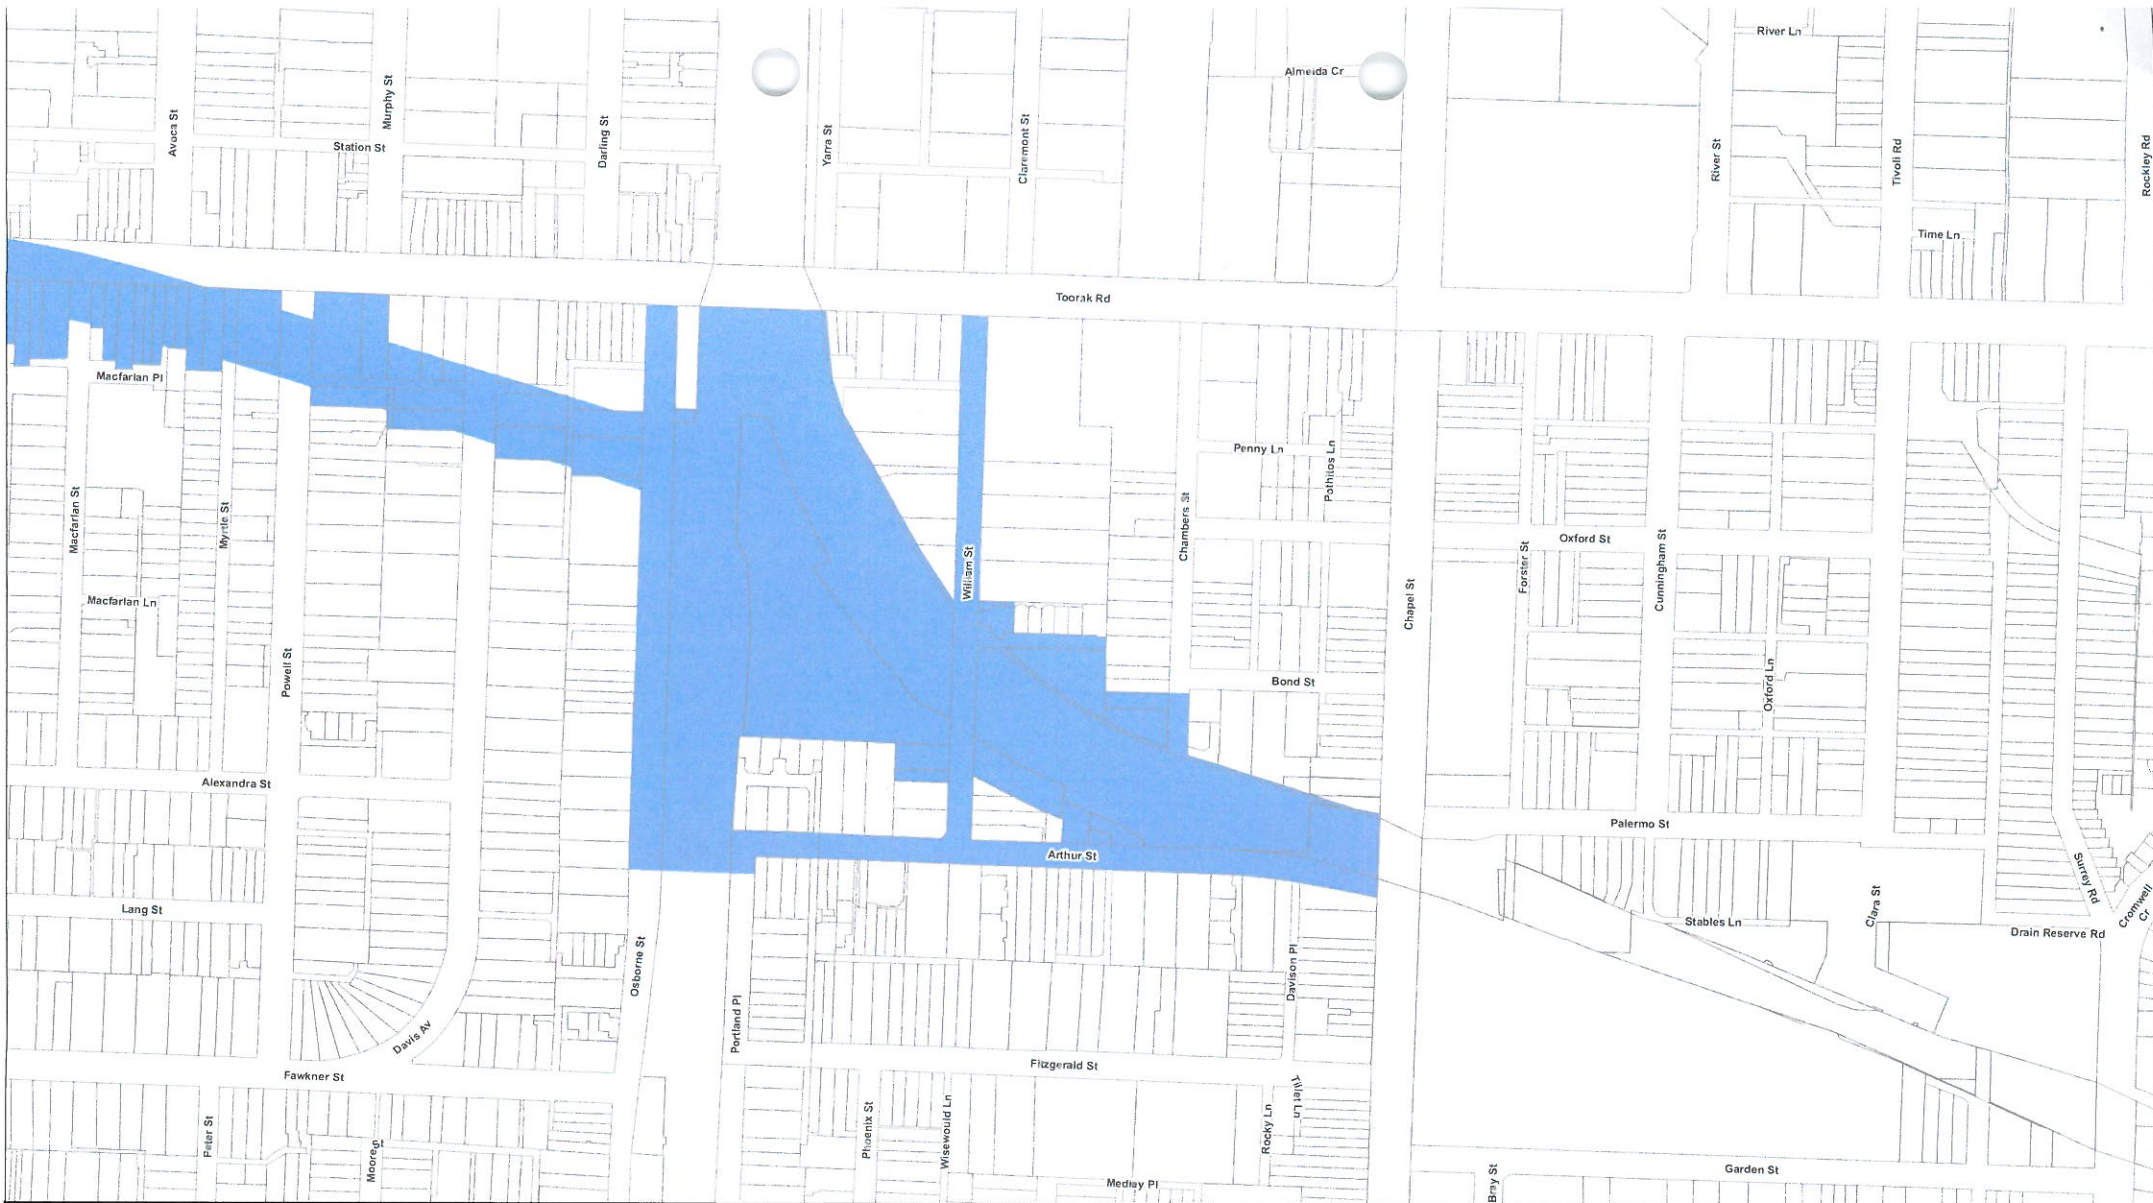 River Ln
Almeida Cr
Avoca St
Murphy St
Darling St
Yarra St
Claremont St
River St
Tivoli Rd
Rockley Rd
Station St
Time Ln
Toorak Rd
Macfarlan Pl
Penny Ln
Pothitos Ln
Macfarlan St
Myrtle St
Chambers St
Oxford St
Forster St
Cunningham St
William St
Chapel St
Macfarlan Ln
Powell St
Bond St
Oxford Ln
Alexandra St
Palermo St
Arthur St
Surrey Rd
Cromwell
Cr
Lang St
Clara St
Stables Ln
Drain Reserve Rd
Osborne St
Davison Pl
Portland Pl
Davis Av
Fitzgerald St
Fawkner St
Tillet Ln
Peter St
Moore St
Phoenix St
Wisewould Ln
Rocky Ln
Garden St
Medley Pl
Bray St